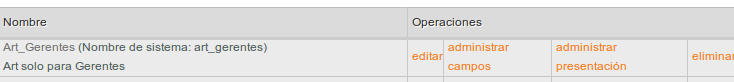 Nombre Operaciones
Art_Gerentes (Nombre de sistema: art_gerentes)
Art solo para Gerentes
editar
administrar campos
administrar presentación
eliminar